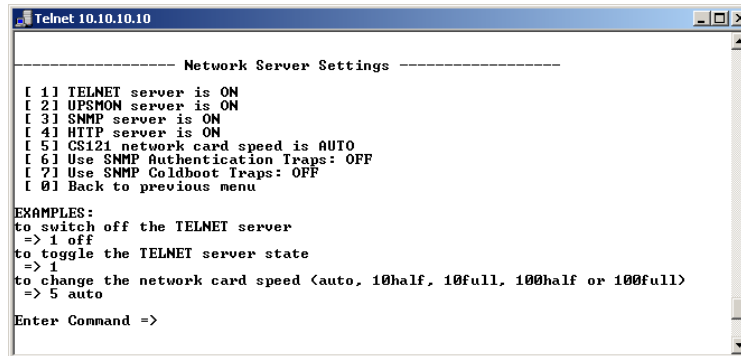 Telnet 10.10.10.10
------------------ Network Server Settings ------------------
[ 1] TELNET server is ON
[ 2] UPSMON server is ON
[ 3] SNMP server is ON
[ 4] HTTP server is ON
[ 5] CS121 network card speed is AUTO
[ 6] Use SNMP Authentication Traps: OFF
[ 7] Use SNMP Coldboot Traps: OFF
[ 0] Back to previous menu
EXAMPLES:
to switch off the TELNET server
=> 1 off
to toggle the TELNET server state
=> 1
to change the network card speed (auto, 10half, 10full, 100half or 100full)
=> 5 auto
Enter Command =>